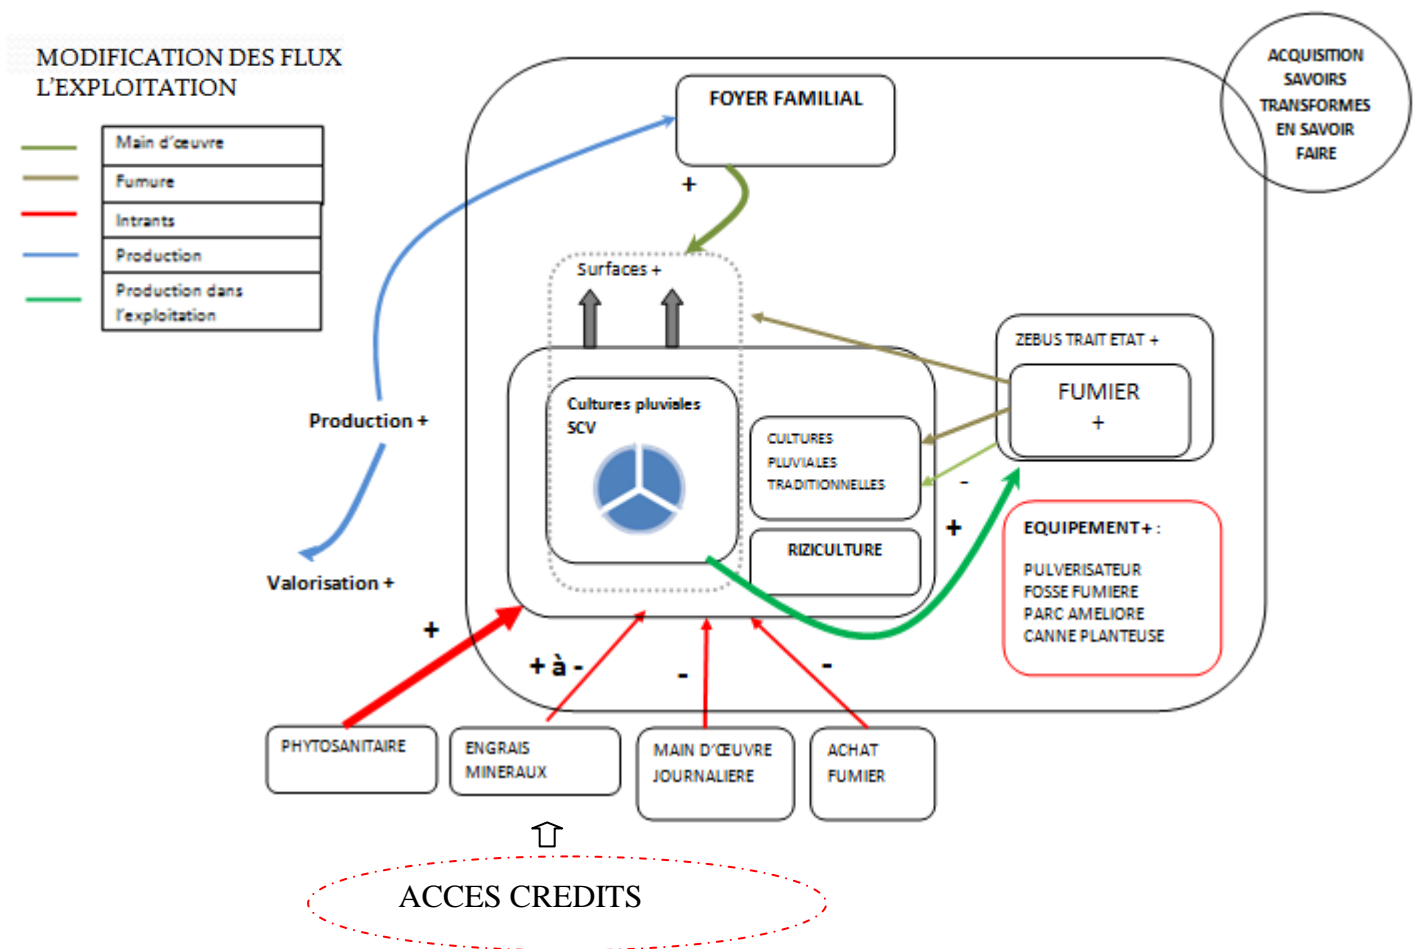 MODIFICATION DES FLUX
L'EXPLOITATION
Main d'œuvre
Fumure
Intrants
Production
Production dans
l'exploitation
ACQUISITION
SAVOIRS
TRANSFORMES
EN SAVOIR
FAIRE
FOYER FAMILIAL
+
Surfaces +
ZEBUS TRAIT ETAT +
FUMIER
+
Cultures pluviales
SCV
CULTURES
PLUVIALES
TRADITIONNELLES
-
+
RIZICULTURE
EQUIPEMENT + :
PULVERISATEUR
FOSSE FUMIERE
PARC AMELIORE
CANNE PLANTEUSE
Production +
Valorisation +
+
+ à -
-
-
PHYTOSANITAIRE
ENGRAIS
MINERAUX
MAIN D'ŒUVRE
JOURNALIERE
ACHAT
FUMIER
ACCES CREDITS